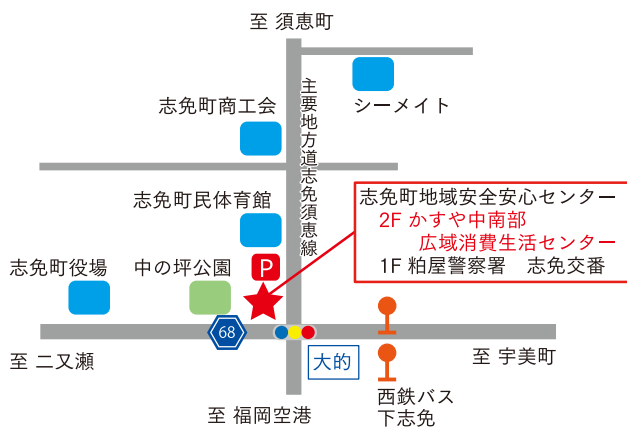 至 須恵町
主要地方道志免須恵線
シーメイト
志免町商工会
志免町民体育館
志免町地域安全安心センター
2F かすや中南部
広域消費生活センター
1F 粕屋警察署　志免交番
P
志免町役場
中の坪公園
68
大的
至 二又瀬
至 宇美町
西鉄バス
下志免
至 福岡空港